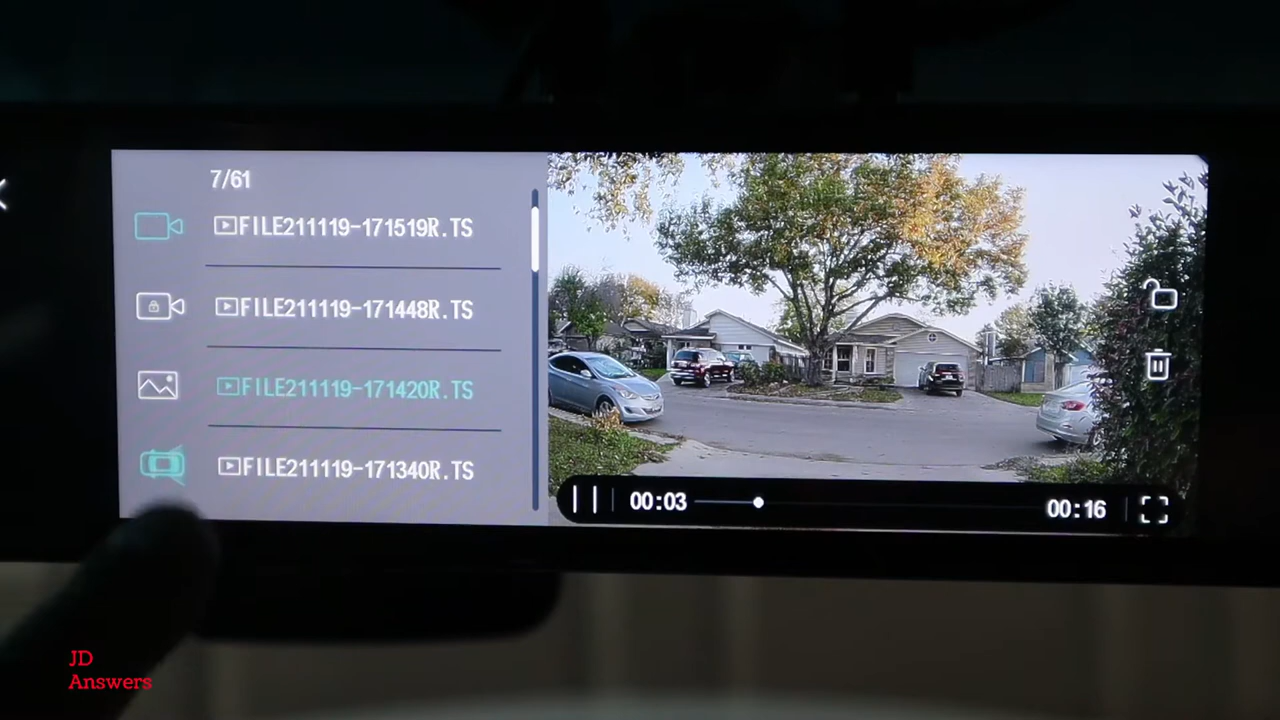 7/61
FILE211119-171519R.TS
FILE211119-171448R.TS
FILE211119-171420R.TS
FILE211119-171340R.TS
00:03
00:16
JD
Answers